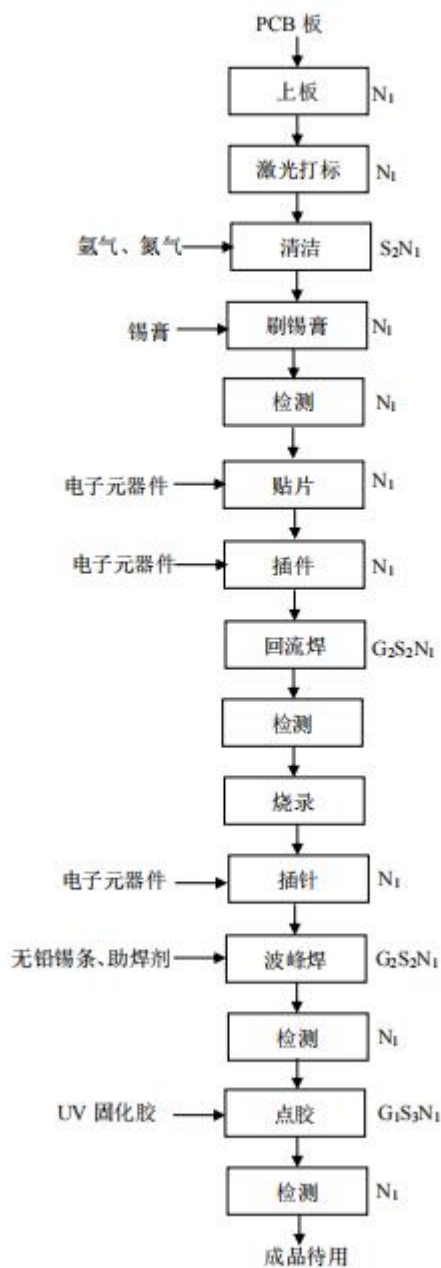 PCB 板
上板 N₁
激光打标 N₁
氩气、氮气 清洁 S₂N₁
锡膏 刷锡膏 N₁
检测 N₁
电子元器件 贴片 N₁
电子元器件 插件 N₁
回流焊 G₂S₂N₁
检测
烧录
电子元器件 插针 N₁
无铅锡条、助焊剂 波峰焊 G₂S₂N₁
检测 N₁
UV 固化胶 点胶 G₁S₃N₁
检测 N₁
成品待用